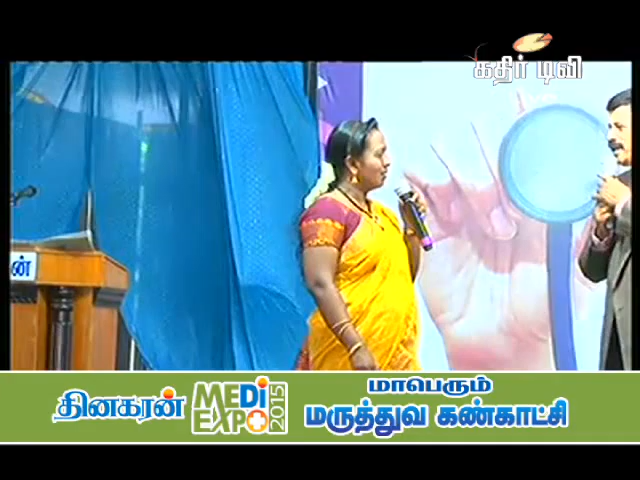 கதிர் டிவி
ன்
தினகரன்
MEDi
EXPO
2015
மாபெரும்
மருத்துவ கண்காட்சி